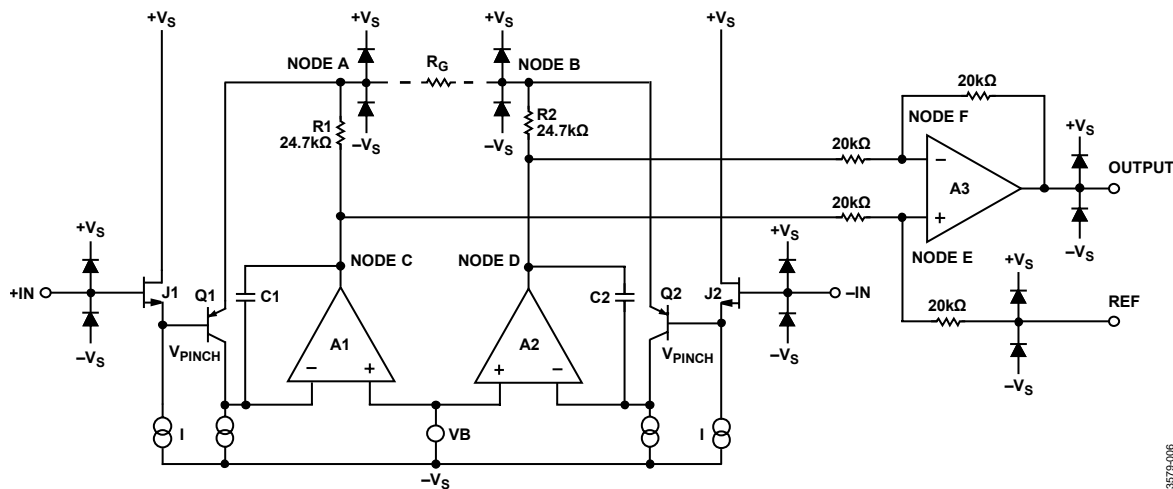 +VS
+VS
+VS
+VS
NODE A
RG
NODE B
20kΩ
R1
24.7kΩ
R2
24.7kΩ
–VS
–VS
NODE F
20kΩ
–
A3
+VS
OUTPUT
20kΩ
+
–VS
NODE E
+VS
+IN
J1
Q1
C1
NODE C
NODE D
C2
Q2
J2
+VS
–IN
+VS
20kΩ
REF
–VS
VPINCH
A1
A2
VPINCH
–VS
–VS
–
+
+
–
I
VB
I
–VS
3579-006